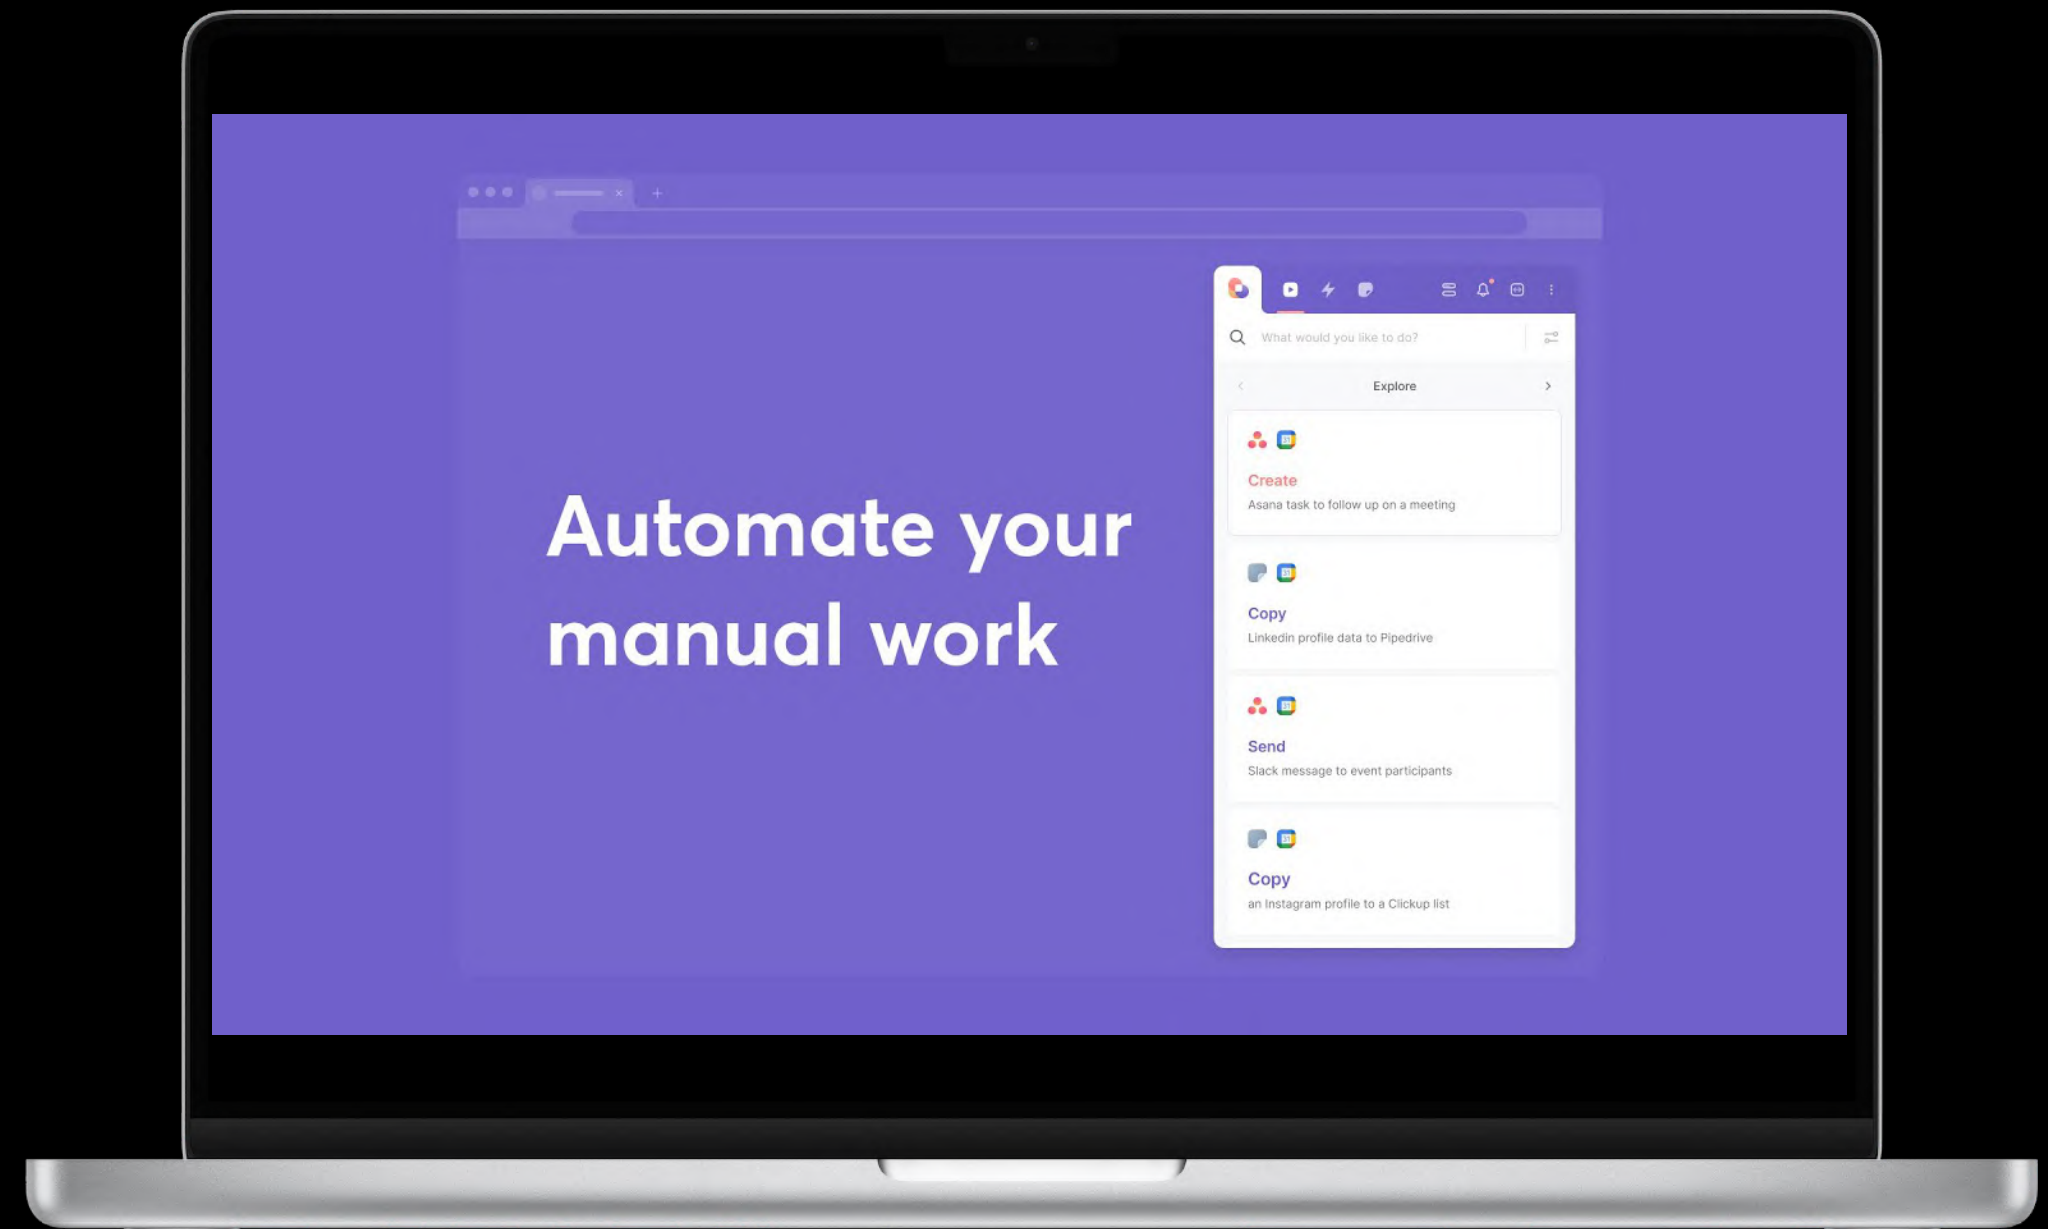 Automate your
manual work
What would you like to do?
Explore
Create
Asana task to follow up on a meeting
Copy
Linkedin profile data to Pipedrive
Send
Slack message to event participants
Copy
an Instagram profile to a Clickup list